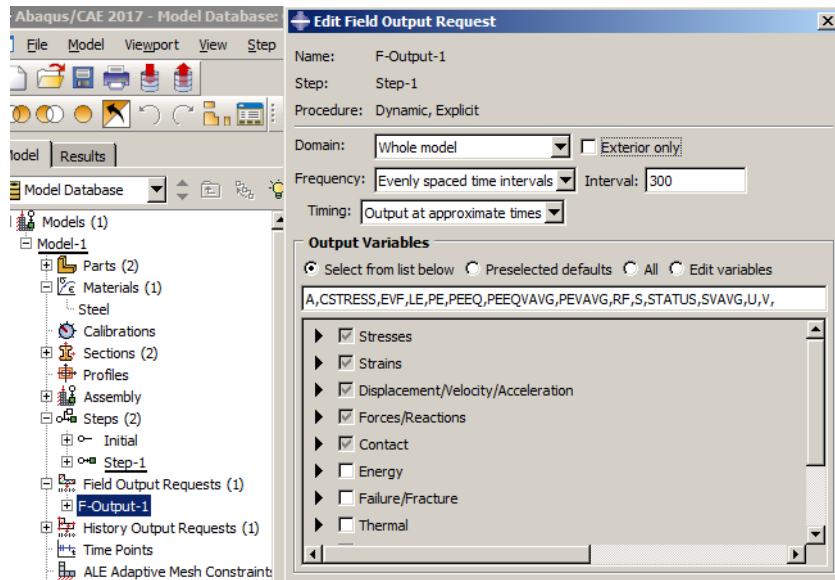 Abaqus/CAE 2017 - Model Database:
File Model Viewport View Step
Model Results
Model Database
Models (1)
Model-1
Parts (2)
Materials (1)
Steel
Calibrations
Sections (2)
Profiles
Assembly
Steps (2)
Initial
Step-1
Field Output Requests (1)
F-Output-1
History Output Requests (1)
Time Points
ALE Adaptive Mesh Constraints
Edit Field Output Request
Name: F-Output-1
Step: Step-1
Procedure: Dynamic, Explicit
Domain: Whole model Exterior only
Frequency: Evenly spaced time intervals Interval: 300
Timing: Output at approximate times
Output Variables
Select from list below Preselected defaults All Edit variables
A,CSTRESS,EVF,LE,PE,PEEQ,PEEQVAVG,PEVAVG,RF,S,STATUS,SVAVG,U,V,
Stresses
Strains
Displacement/Velocity/Acceleration
Forces/Reactions
Contact
Energy
Failure/Fracture
Thermal